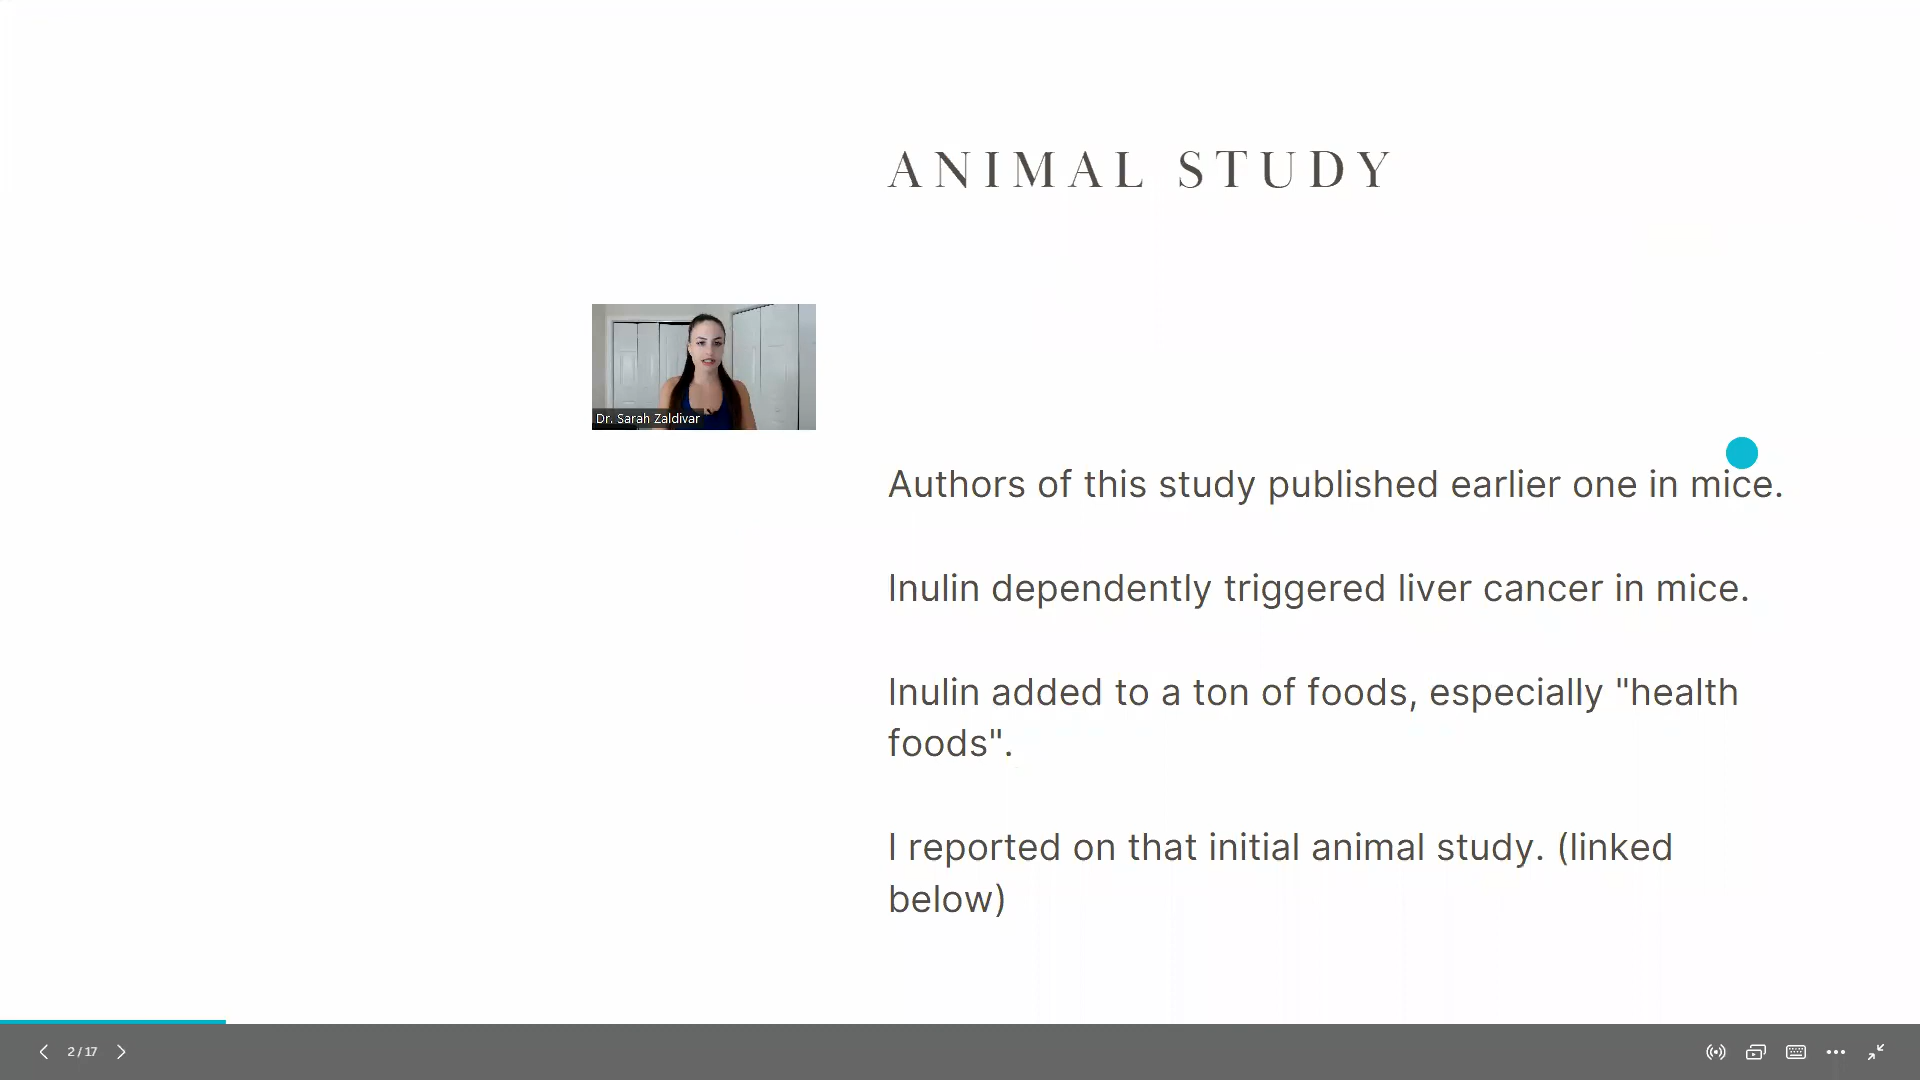 ANIMAL STUDY
Dr. Sarah Zaldivar
Authors of this study published earlier one in mice.
Inulin dependently triggered liver cancer in mice.
Inulin added to a ton of foods, especially "health
foods".
I reported on that initial animal study. (linked
below)
2 / 17